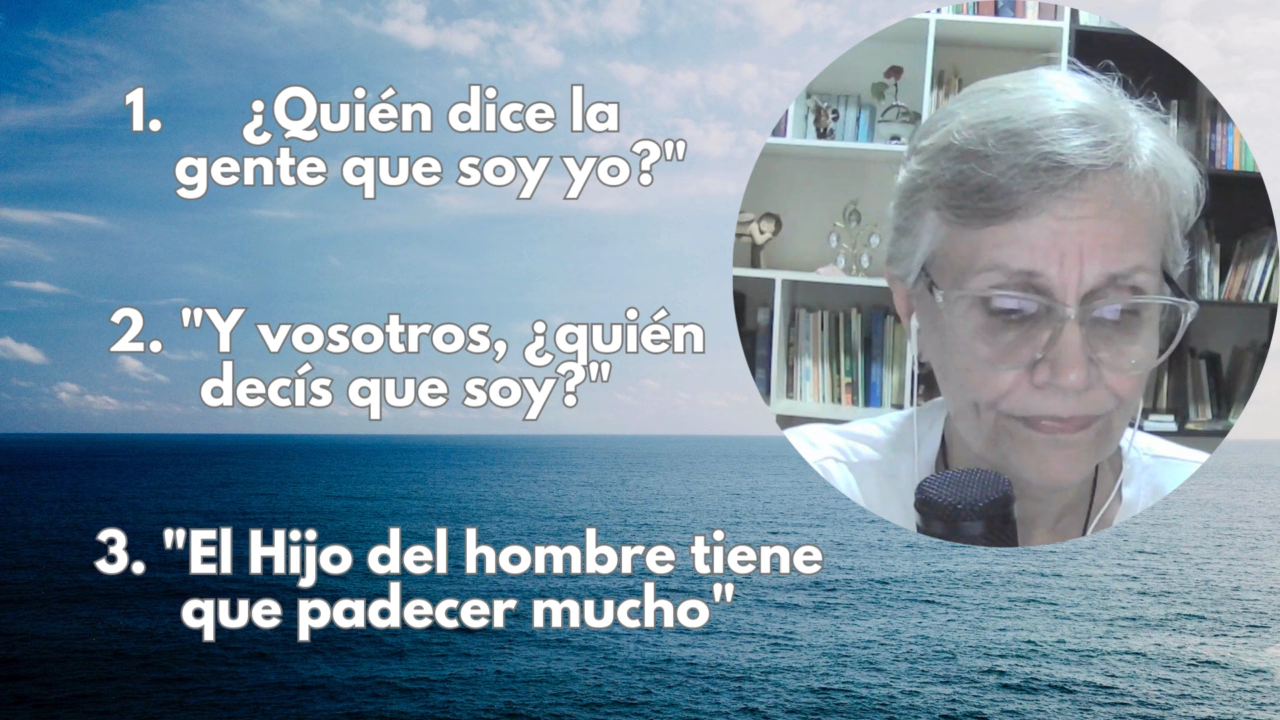 1. ¿Quién dice la
gente que soy yo?"
2. "Y vosotros, ¿quién
decís que soy?"
3. "El Hijo del hombre tiene
que padecer mucho"